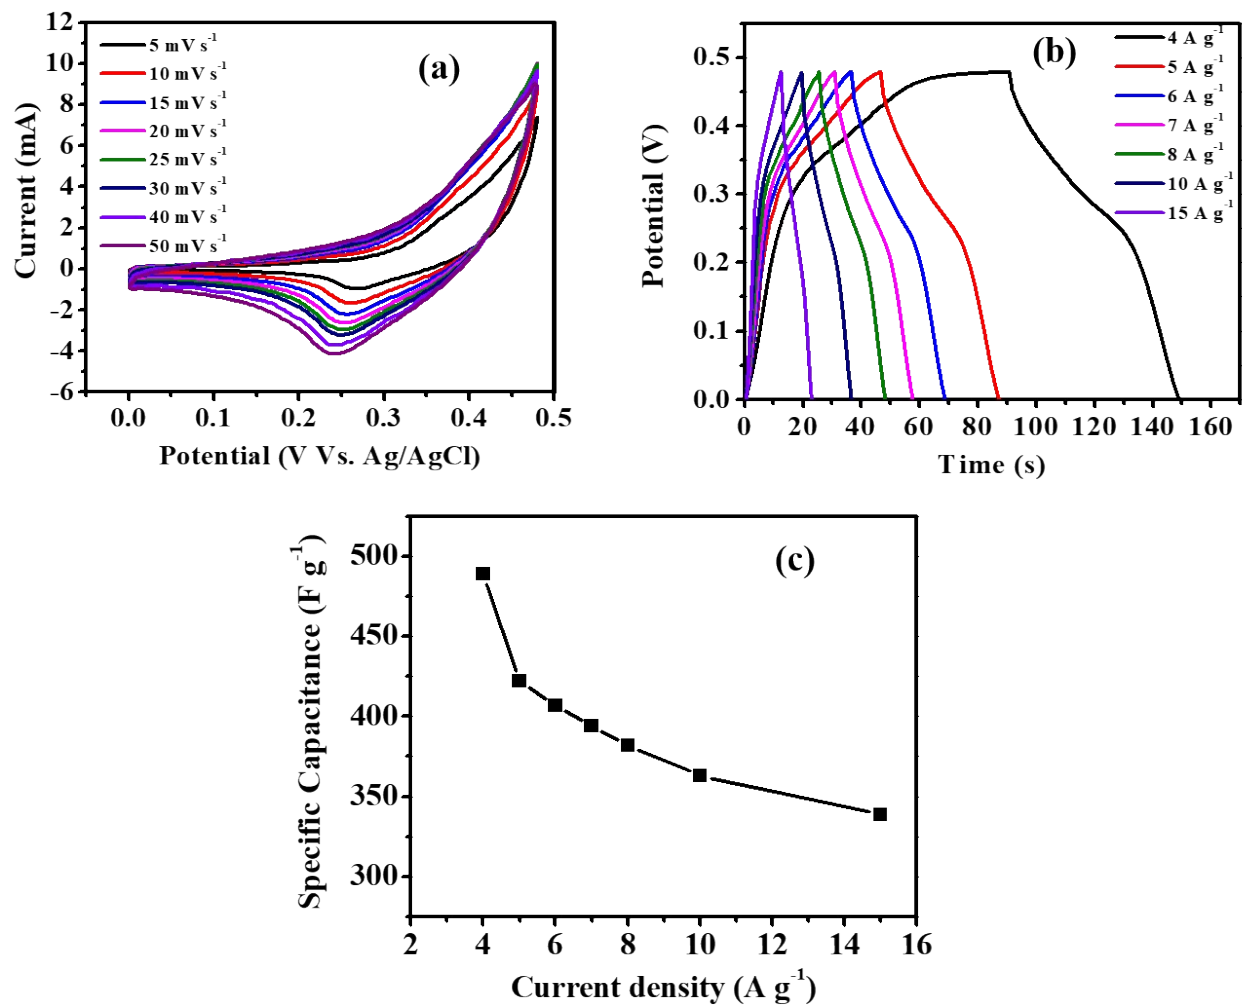 (a)
5 mV s⁻¹
10 mV s⁻¹
15 mV s⁻¹
20 mV s⁻¹
25 mV s⁻¹
30 mV s⁻¹
40 mV s⁻¹
50 mV s⁻¹
Current (mA)
12
10
8
6
4
2
0
-2
-4
-6
0.0 0.1 0.2 0.3 0.4 0.5
Potential (V Vs. Ag/AgCl)
(b)
4 A g⁻¹
5 A g⁻¹
6 A g⁻¹
7 A g⁻¹
8 A g⁻¹
10 A g⁻¹
15 A g⁻¹
Potential (V)
0.5
0.4
0.3
0.2
0.1
0.0
0 20 40 60 80 100 120 140 160
Time (s)
(c)
Specific Capacitance (F g⁻¹)
500
450
400
350
300
2 4 6 8 10 12 14 16
Current density (A g⁻¹)